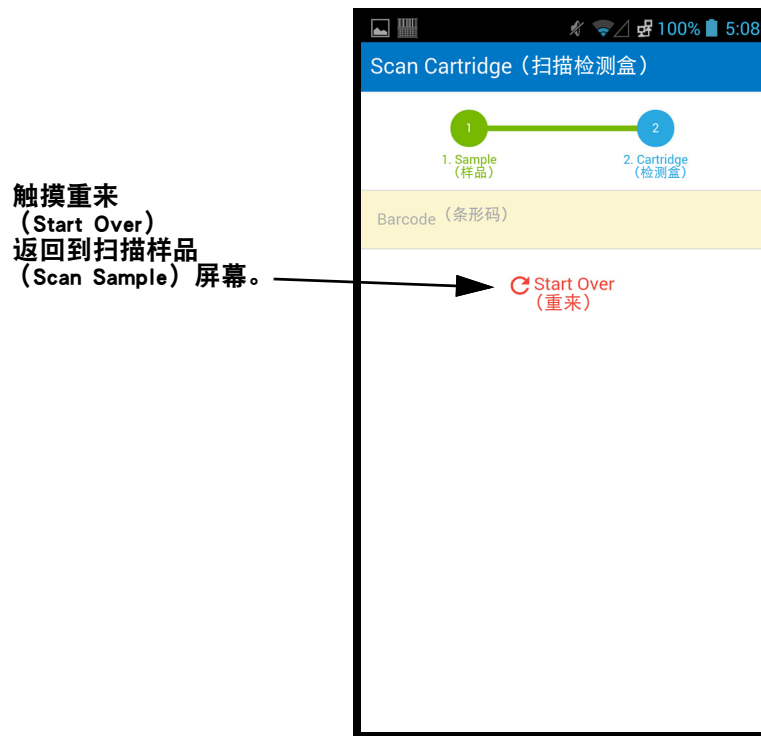 100% 5:08
Scan Cartridge（扫描检测盒）
1
2
1. Sample
（样品）
2. Cartridge
（检测盒）
触摸重来
（Start Over）
返回到扫描样品
（Scan Sample）屏幕。
Barcode（条形码）
Start Over
（重来）